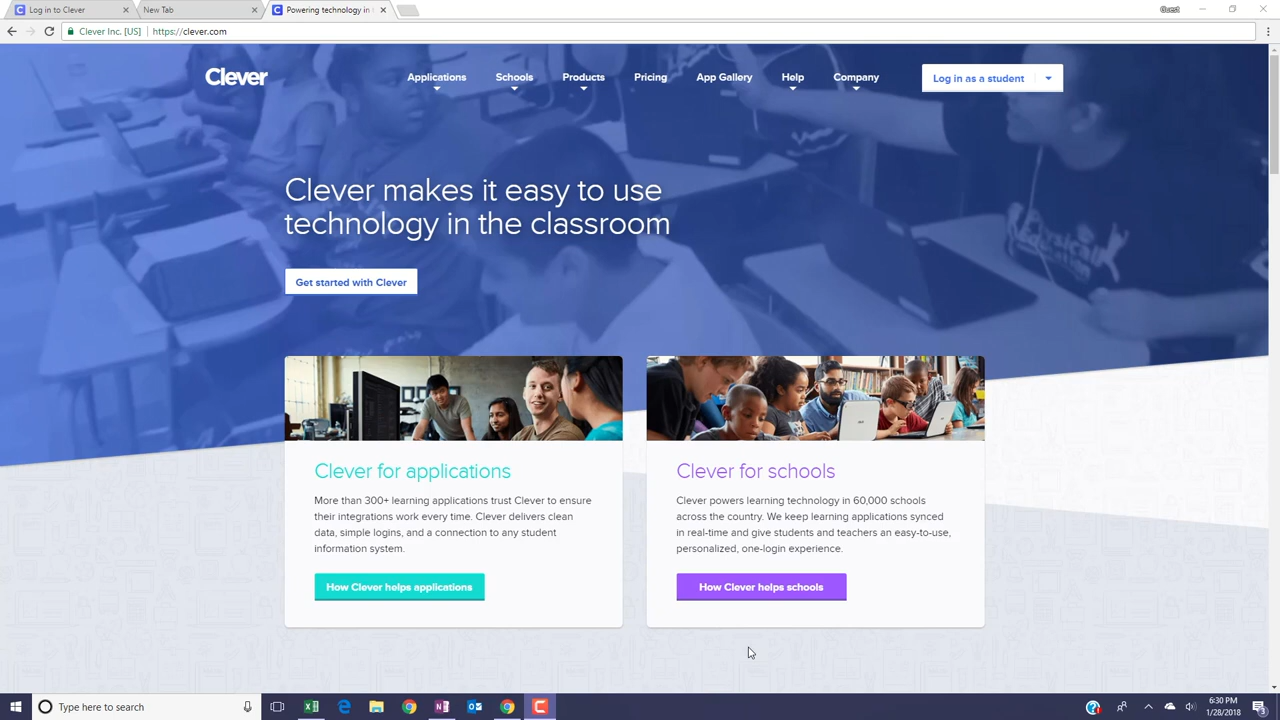 Log in to Clever
New Tab
Powering technology in
Guest
Clever Inc. [US]
https://clever.com
Clever
Applications
Schools
Products
Pricing
App Gallery
Help
Company
Log in as a student
Clever makes it easy to use
technology in the classroom
Get started with Clever
Clever for applications
More than 300+ learning applications trust Clever to ensure
their integrations work every time. Clever delivers clean
data, simple logins, and a connection to any student
information system.
How Clever helps applications
Clever for schools
Clever powers learning technology in 60,000 schools
across the country. We keep learning applications synced
in real-time and give students and teachers an easy-to-use,
personalized, one-login experience.
How Clever helps schools
Type here to search
6:30 PM
1/28/2018
3